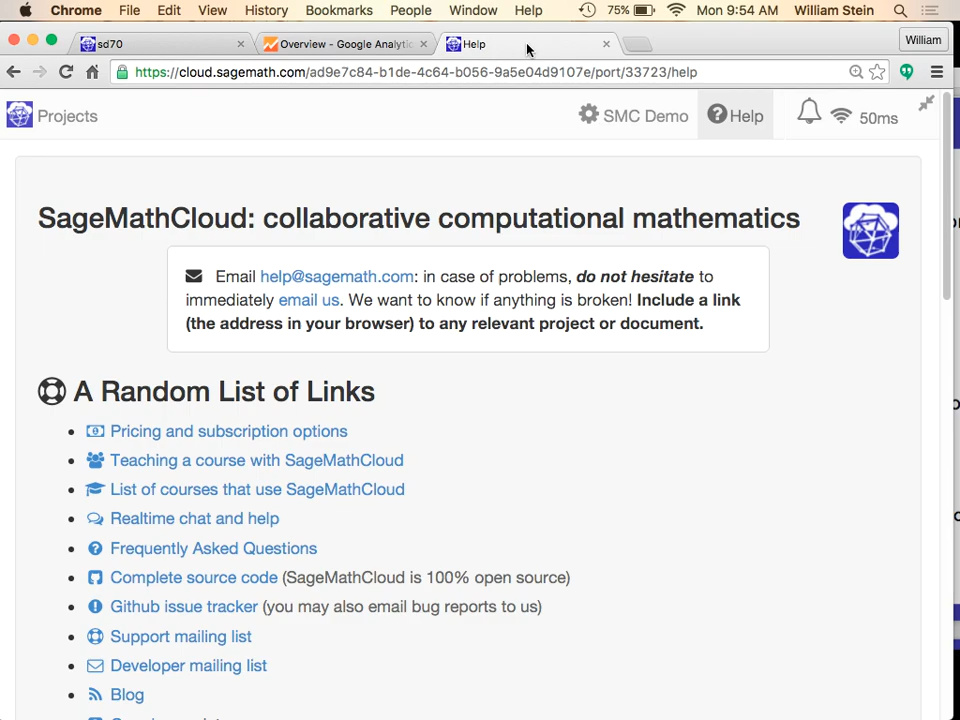 Chrome File Edit View History Bookmarks People Window Help 75% Mon 9:54 AM William Stein
sd70 Overview - Google Analytic Help William
https://cloud.sagemath.com/ad9e7c84-b1de-4c64-b056-9a5e04d9107e/port/33723/help
Projects SMC Demo Help 50ms
SageMathCloud: collaborative computational mathematics
Email help@sagemath.com: in case of problems, do not hesitate to
immediately email us. We want to know if anything is broken! Include a link
(the address in your browser) to any relevant project or document.
A Random List of Links
Pricing and subscription options
Teaching a course with SageMathCloud
List of courses that use SageMathCloud
Realtime chat and help
Frequently Asked Questions
Complete source code (SageMathCloud is 100% open source)
Github issue tracker (you may also email bug reports to us)
Support mailing list
Developer mailing list
Blog